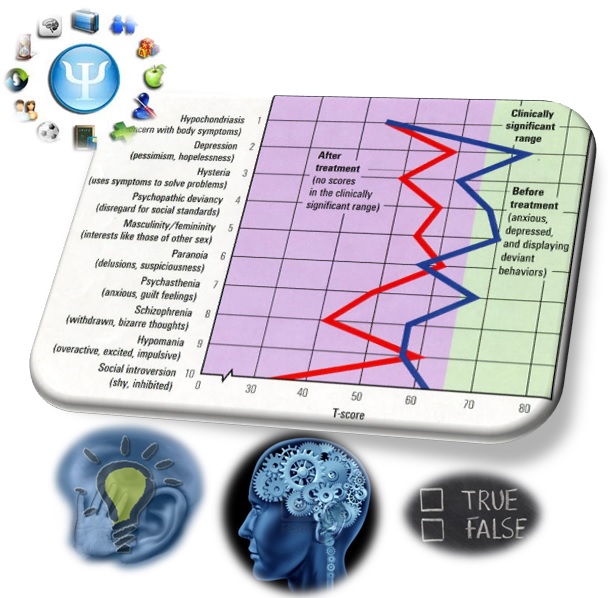 Ψ
Hypochondriasis 1
concern with body symptoms)
Depression 2
(pessimism, hopelessness)
Hysteria 3
(uses symptoms to solve problems)
Psychopathic deviancy 4
(disregard for social standards)
Masculinity/femininity 5
(interests like those of other sex)
Paranoia 6
(delusions, suspiciousness)
Psychasthenia 7
(anxious, guilt feelings)
Schizophrenia 8
(withdrawn, bizarre thoughts)
Hypomania 9
(overactive, excited, impulsive)
Social introversion 10
(shy, inhibited)
0 30 40 50 60 70 80
T-score
After
treatment
(no scores
in the clinically
significant range)
Clinically
significant
range
Before
treatment
(anxious,
depressed,
and displaying
deviant
behaviors)
TRUE
FALSE